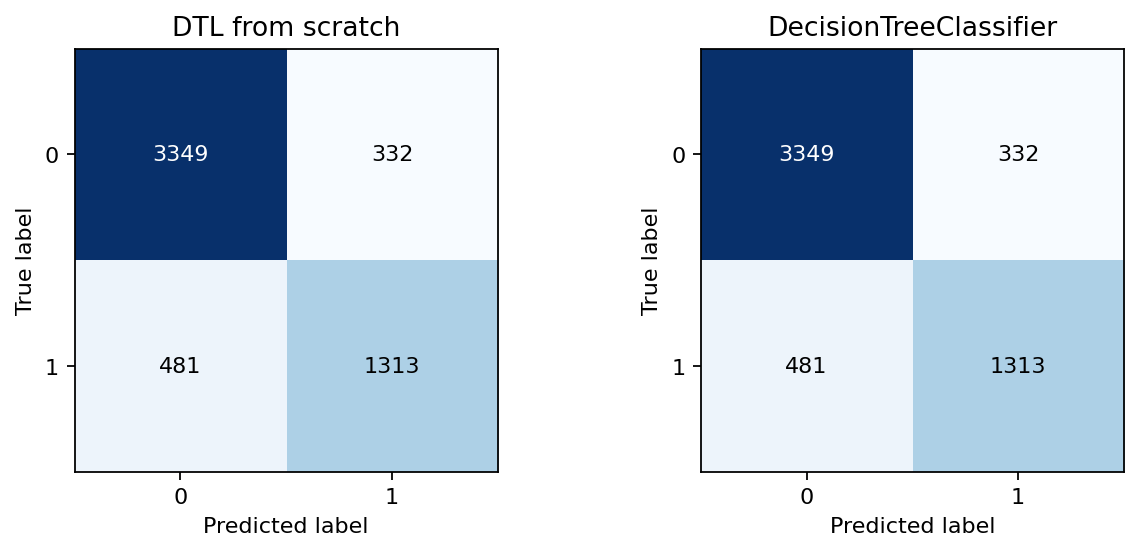 DTL from scratch
True label
0
3349
332
1
481
1313
0
1
Predicted label
DecisionTreeClassifier
True label
0
3349
332
1
481
1313
0
1
Predicted label